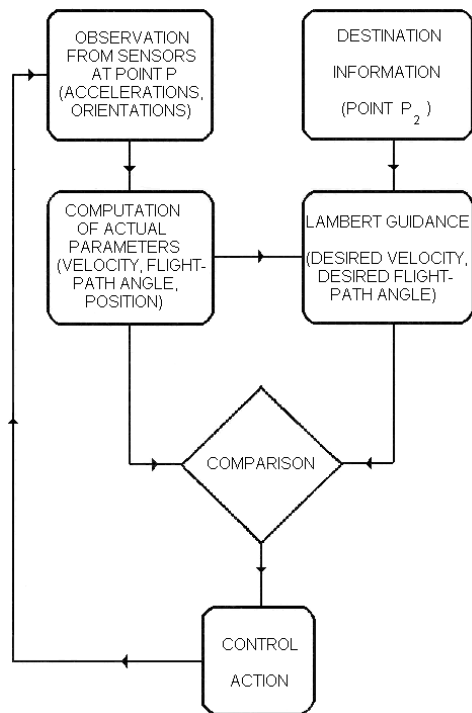 OBSERVATION
FROM SENSORS
AT POINT P
(ACCELERATIONS,
ORIENTATIONS)
DESTINATION
INFORMATION
(POINT P₂)
COMPUTATION
OF ACTUAL
PARAMETERS
(VELOCITY, FLIGHT-
PATH ANGLE,
POSITION)
LAMBERT GUIDANCE
(DESIRED VELOCITY,
DESIRED FLIGHT-
PATH ANGLE)
COMPARISON
CONTROL
ACTION